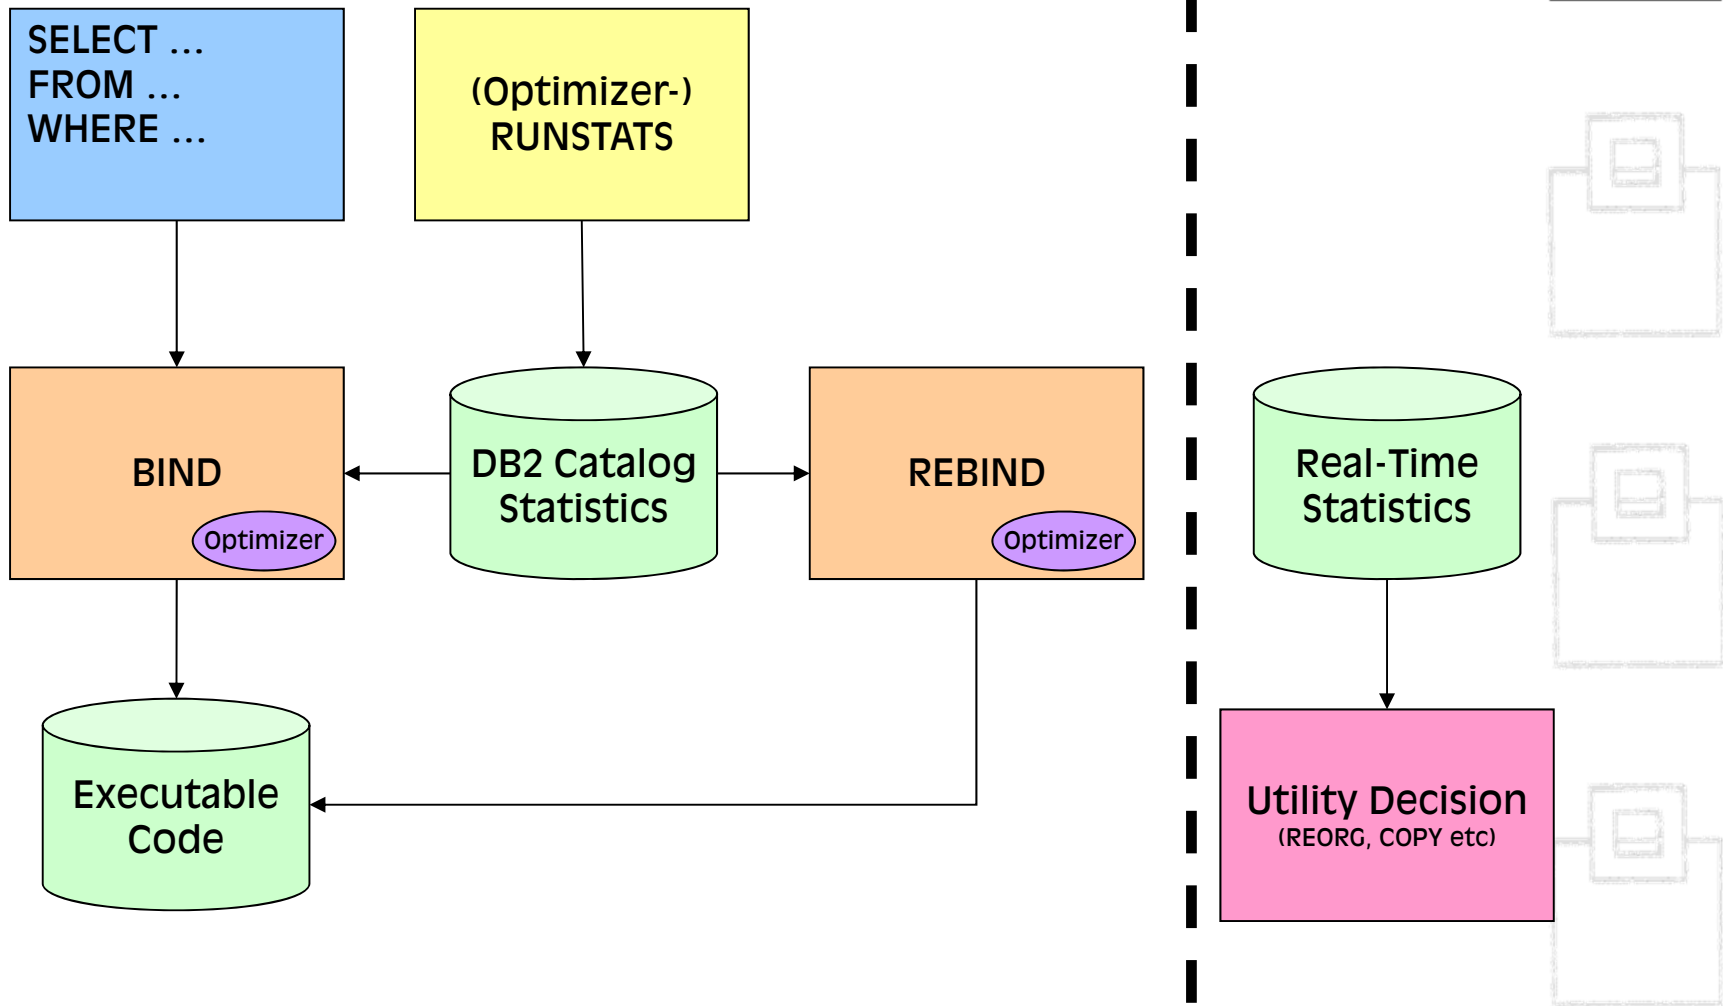 SELECT ...
FROM ...
WHERE ...
(Optimizer-)
RUNSTATS
BIND
Optimizer
DB2 Catalog
Statistics
REBIND
Optimizer
Real-Time
Statistics
Executable
Code
Utility Decision
(REORG, COPY etc)